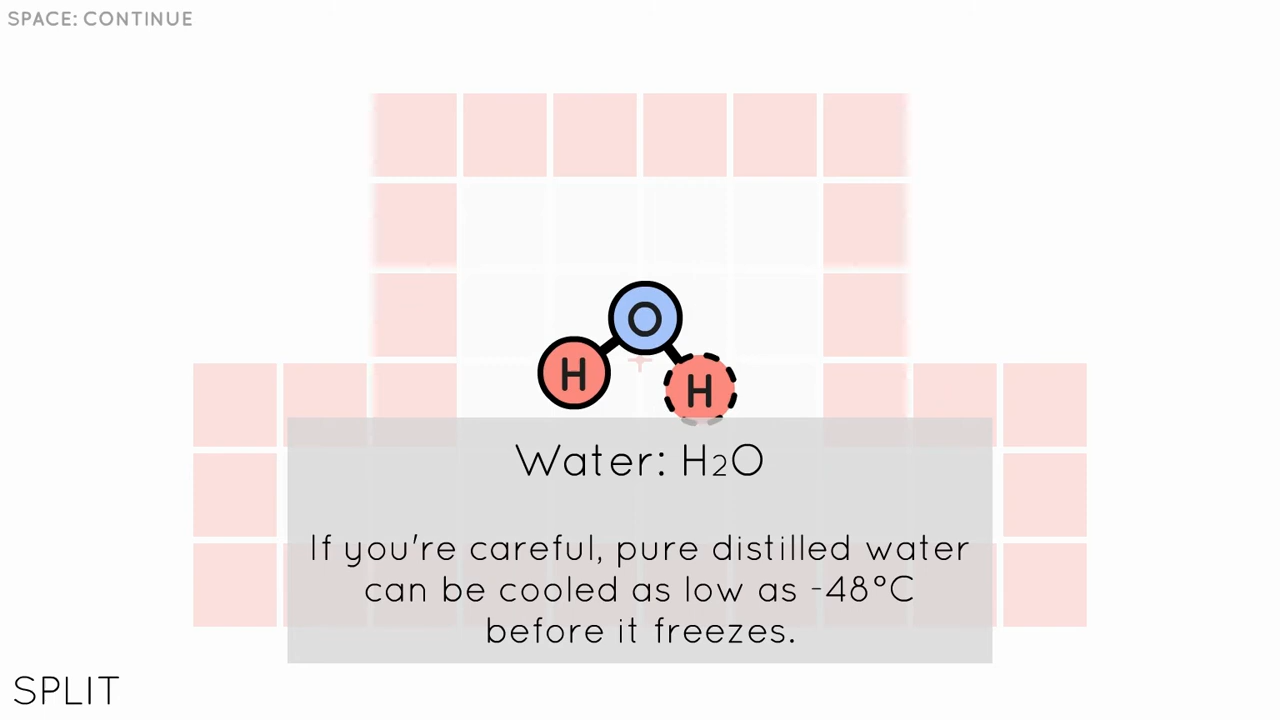 SPACE: CONTINUE
O
H
H
Water: H₂O
If you're careful, pure distilled water
can be cooled as low as -48°C
before it freezes.
SPLIT